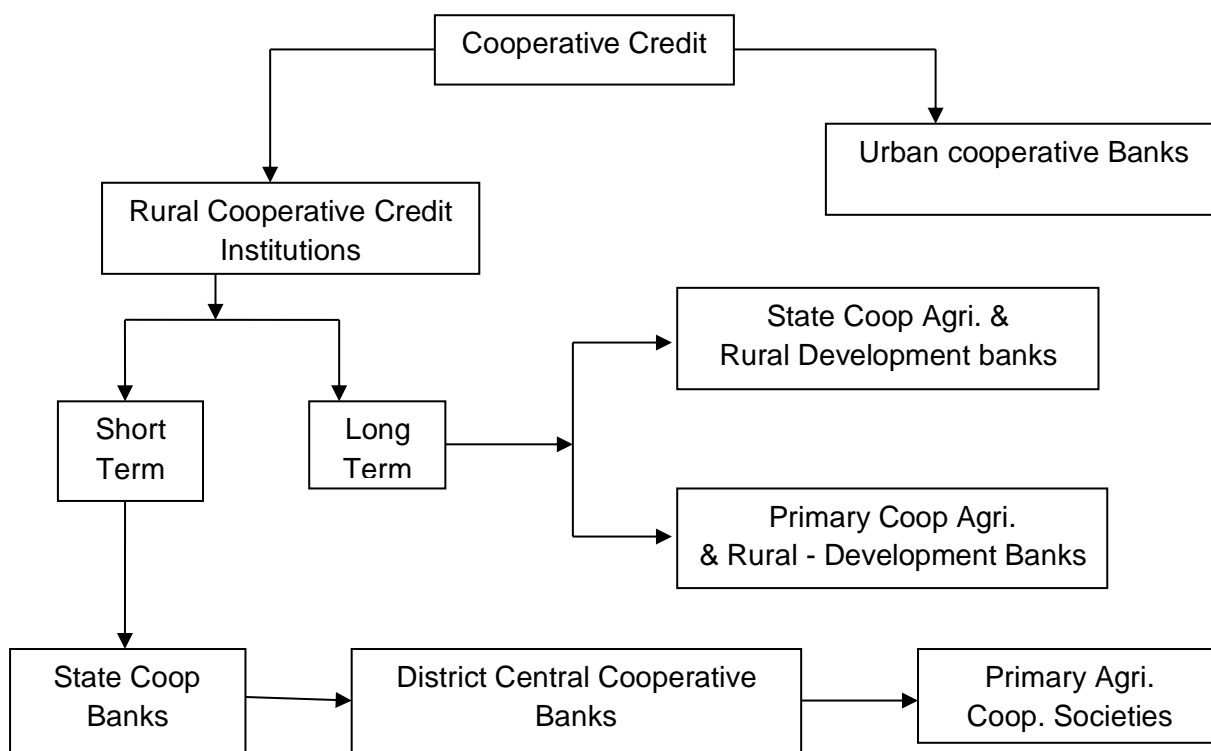 Cooperative Credit
Urban cooperative Banks
Rural Cooperative Credit
Institutions
State Coop Agri. &
Rural Development banks
Short
Term
Long
Term
Primary Coop Agri.
& Rural - Development Banks
State Coop
Banks
District Central Cooperative
Banks
Primary Agri.
Coop. Societies